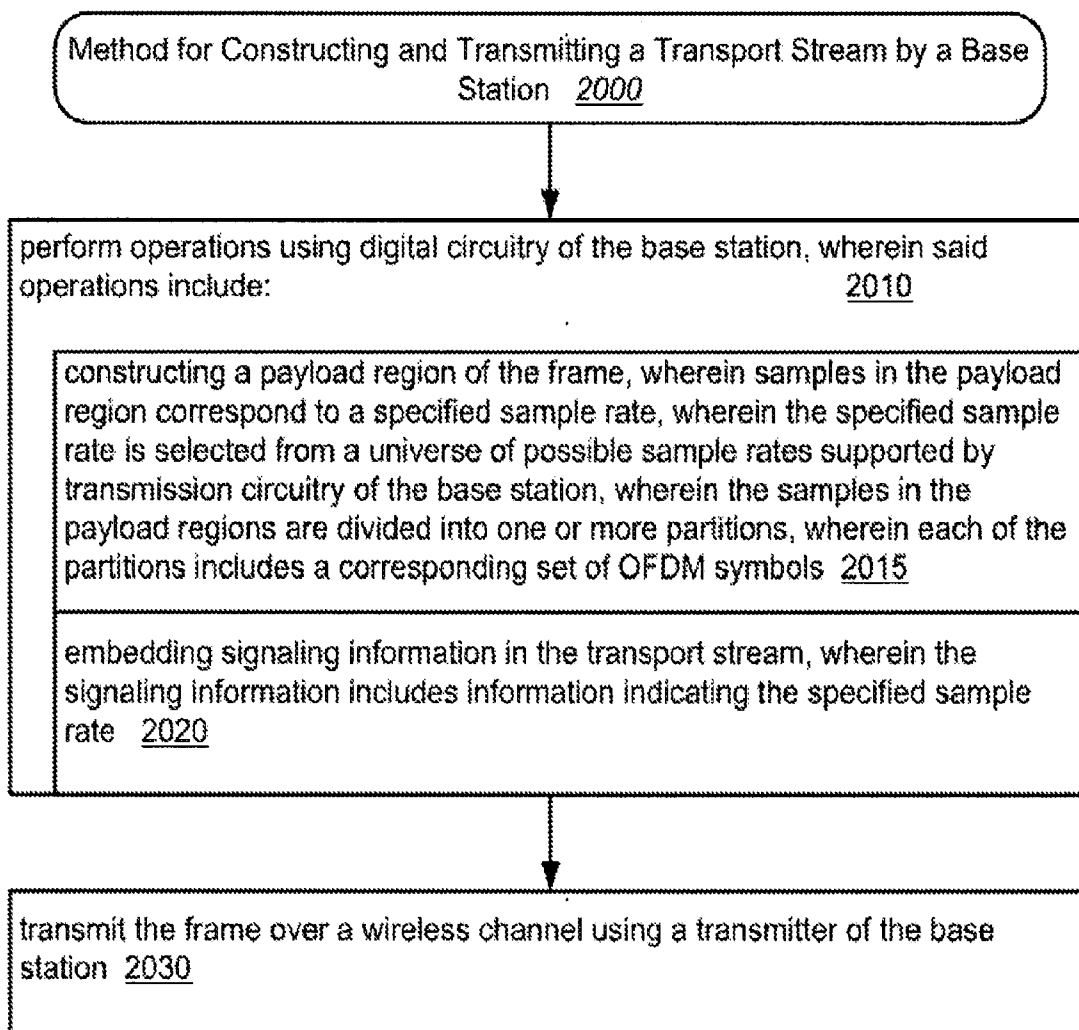 Method for Constructing and Transmitting a Transport Stream by a Base
Station 2000
perform operations using digital circuitry of the base station, wherein said
operations include: 2010
constructing a payload region of the frame, wherein samples in the payload
region correspond to a specified sample rate, wherein the specified sample
rate is selected from a universe of possible sample rates supported by
transmission circuitry of the base station, wherein the samples in the
payload regions are divided into one or more partitions, wherein each of the
partitions includes a corresponding set of OFDM symbols 2015
embedding signaling information in the transport stream, wherein the
signaling information includes information indicating the specified sample
rate 2020
transmit the frame over a wireless channel using a transmitter of the base
station 2030